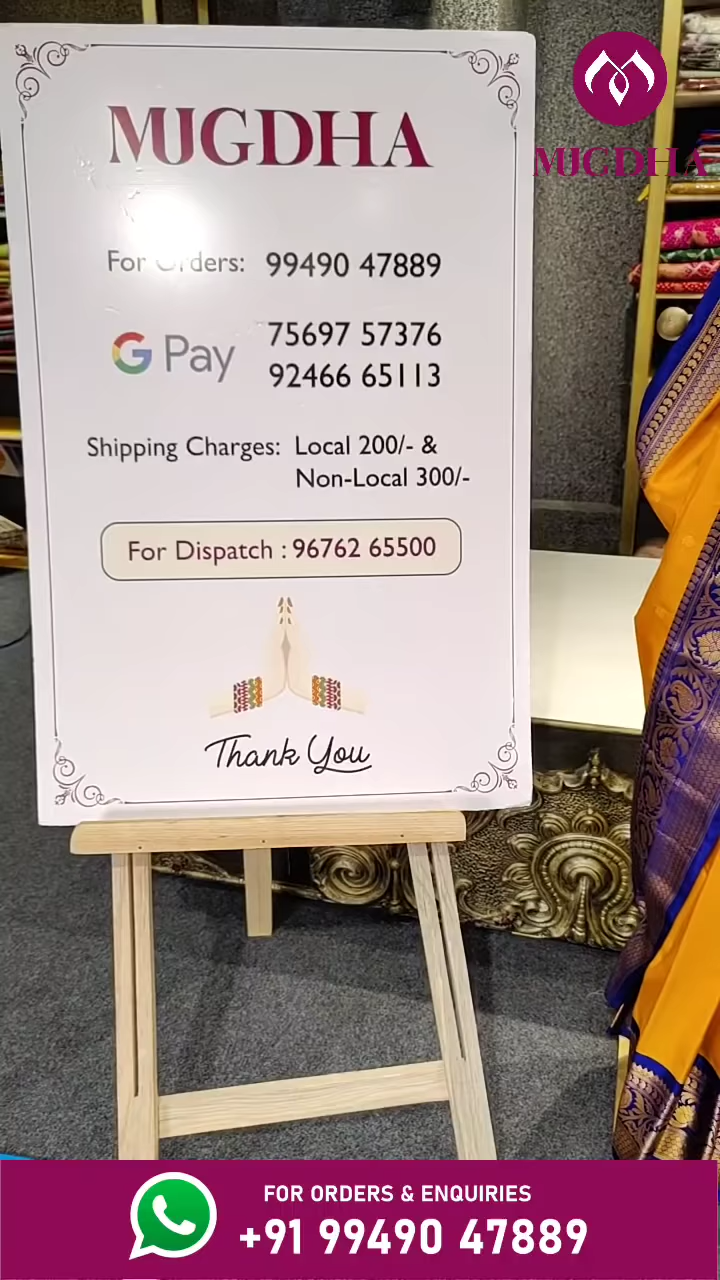 MUGDHA
MUGDHA
For Orders: 99490 47889
G Pay 75697 57376
92466 65113
Shipping Charges: Local 200/- &
Non-Local 300/-
For Dispatch : 96762 65500
Thank You
FOR ORDERS & ENQUIRIES
+91 99490 47889